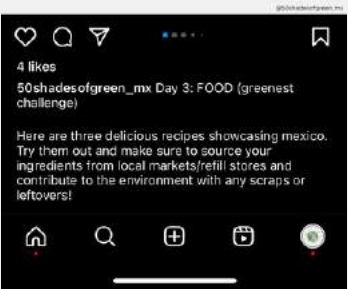 @50shadesofgreen_mx
4 likes
50shadesofgreen_mx Day 3: FOOD (greenest
challenge)
Here are three delicious recipes showcasing mexico.
Try them out and make sure to source your
ingredients from local markets/refill stores and
contribute to the environment with any scraps or
leftovers!